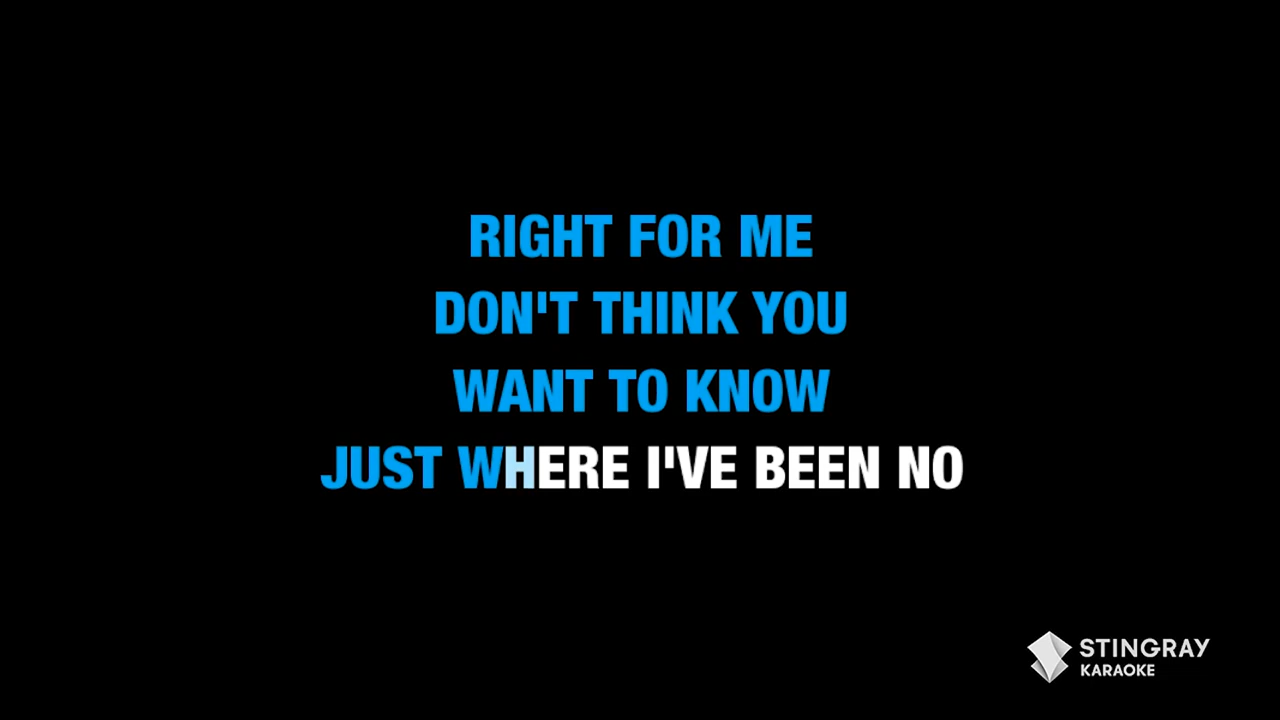 RIGHT FOR ME
DON'T THINK YOU
WANT TO KNOW
JUST WHERE I'VE BEEN NO
STINGRAY
KARAOKE